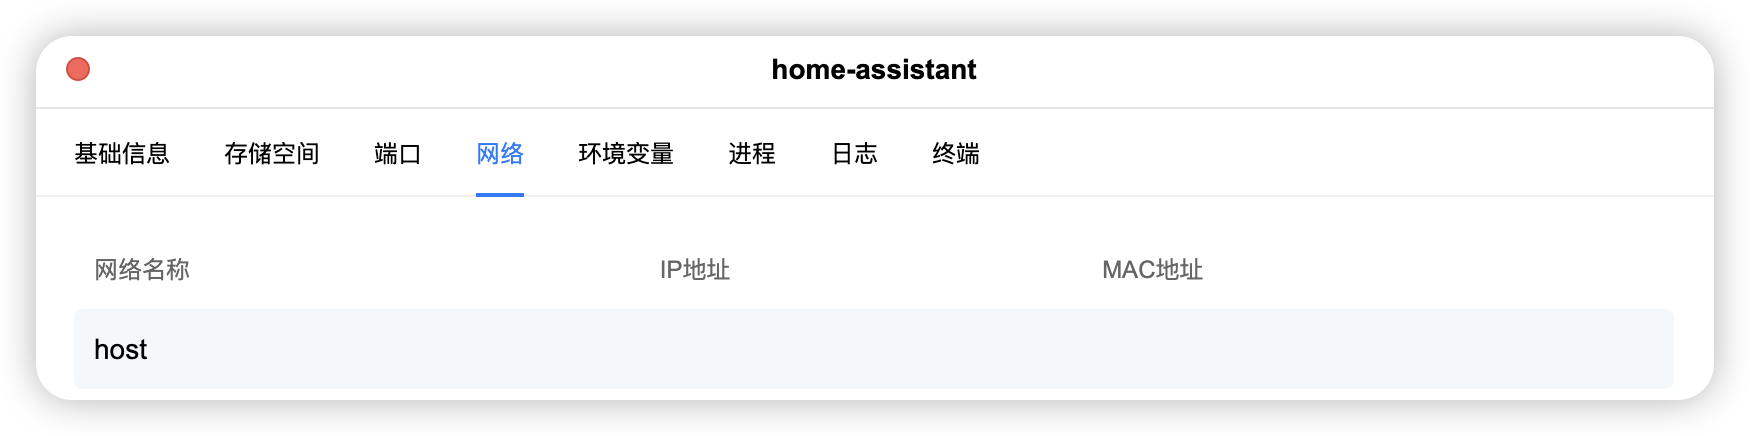 home-assistant
基础信息 存储空间 端口 网络 环境变量 进程 日志 终端
网络名称 IP地址 MAC地址
host